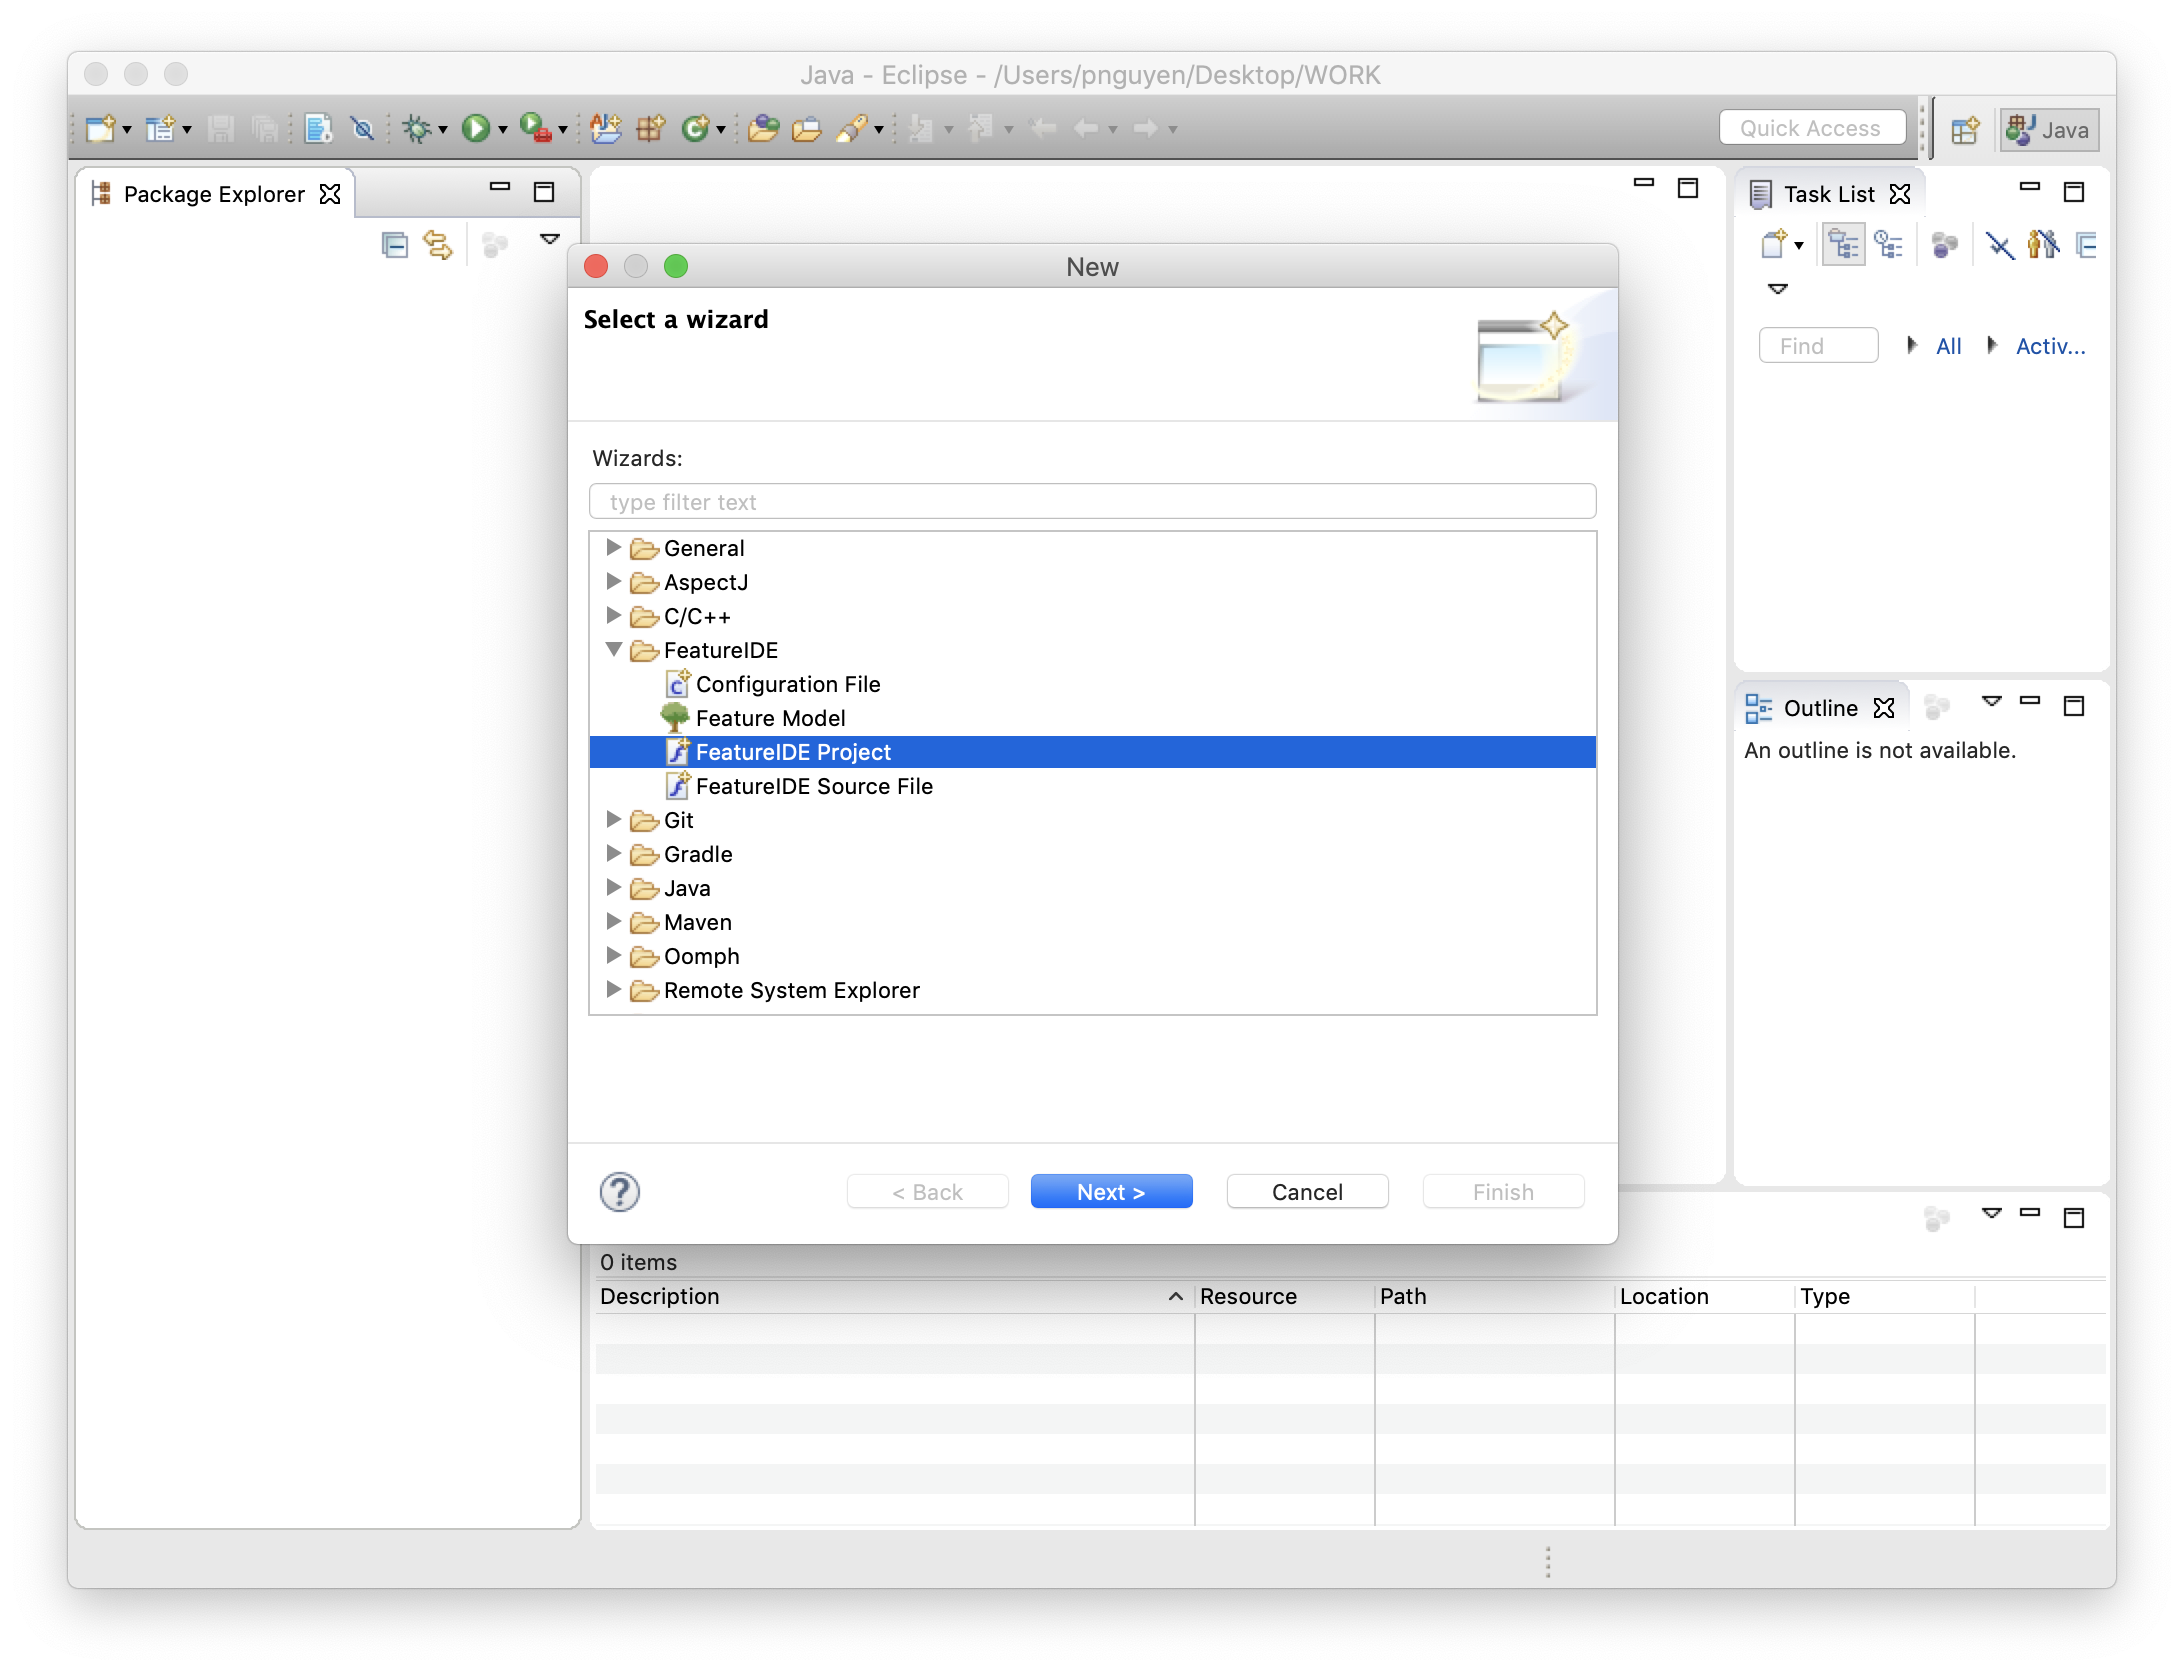 Java - Eclipse - /Users/pnguyen/Desktop/WORK
Quick Access
Java
Package Explorer
Task List
Find
All
Activ...
New
Select a wizard
Wizards:
type filter text
General
AspectJ
C/C++
FeatureIDE
Configuration File
Feature Model
FeatureIDE Project
FeatureIDE Source File
Git
Gradle
Java
Maven
Oomph
Remote System Explorer
< Back
Next >
Cancel
Finish
Outline
An outline is not available.
0 items
Description
Resource
Path
Location
Type